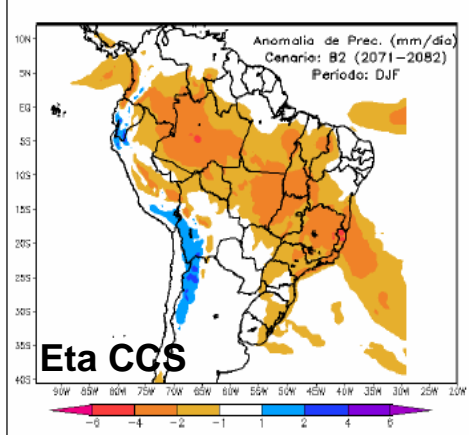 Anomalia de Prec. (mm/dia)
Cenario: B2 (2071-2082)
Periodo: DJF
10N
5N
EQ
5S
10S
15S
20S
25S
30S
35S
40S
Eta CCS
90W 85W 80W 75W 70W 65W 60W 55W 50W 45W 40W 35W 30W 25W 20W
-6 -4 -2 -1 1 2 4 6